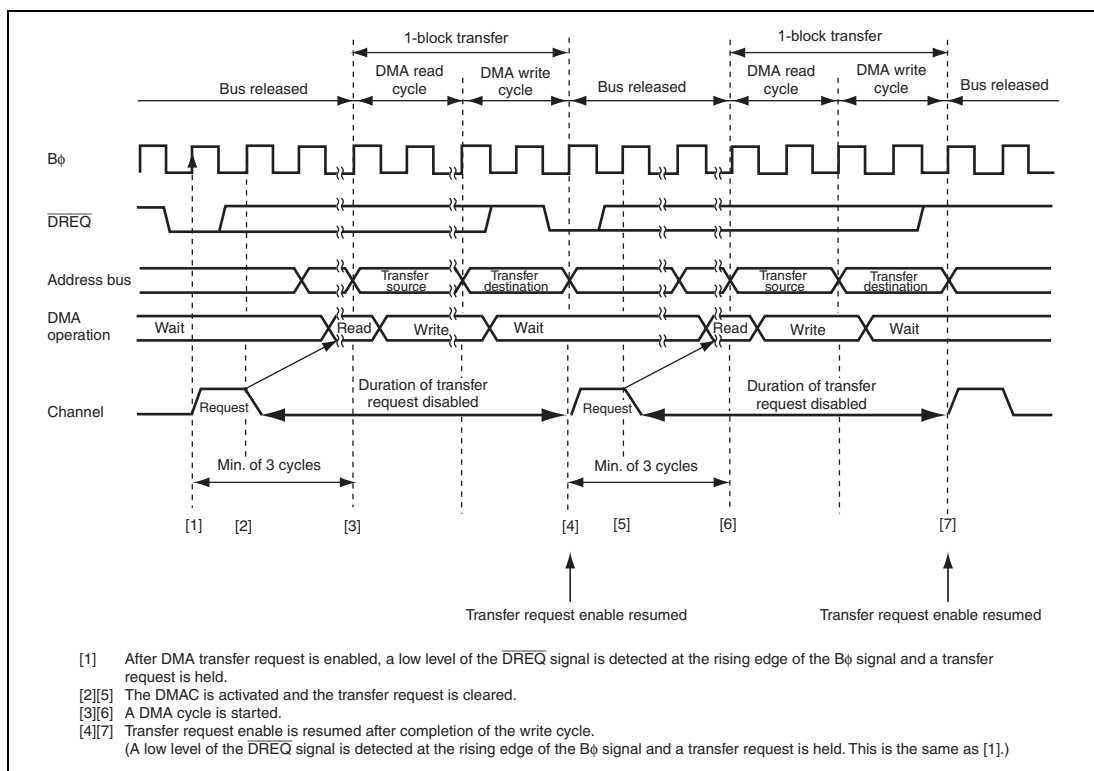 1-block transfer
1-block transfer
Bus released
DMA read cycle
DMA write cycle
Bus released
DMA read cycle
DMA write cycle
Bus released
Bφ
DREQ
Address bus
Transfer source
Transfer destination
Transfer source
Transfer destination
DMA operation
Wait
Read
Write
Wait
Read
Write
Wait
Channel
Request
Duration of transfer request disabled
Request
Duration of transfer request disabled
Min. of 3 cycles
Min. of 3 cycles
[1]
[2]
[3]
[4]
[5]
[6]
[7]
Transfer request enable resumed
Transfer request enable resumed
[1] After DMA transfer request is enabled, a low level of the DREQ signal is detected at the rising edge of the Bφ signal and a transfer
request is held.
[2][5] The DMAC is activated and the transfer request is cleared.
[3][6] A DMA cycle is started.
[4][7] Transfer request enable is resumed after completion of the write cycle.
(A low level of the DREQ signal is detected at the rising edge of the Bφ signal and a transfer request is held. This is the same as [1].)